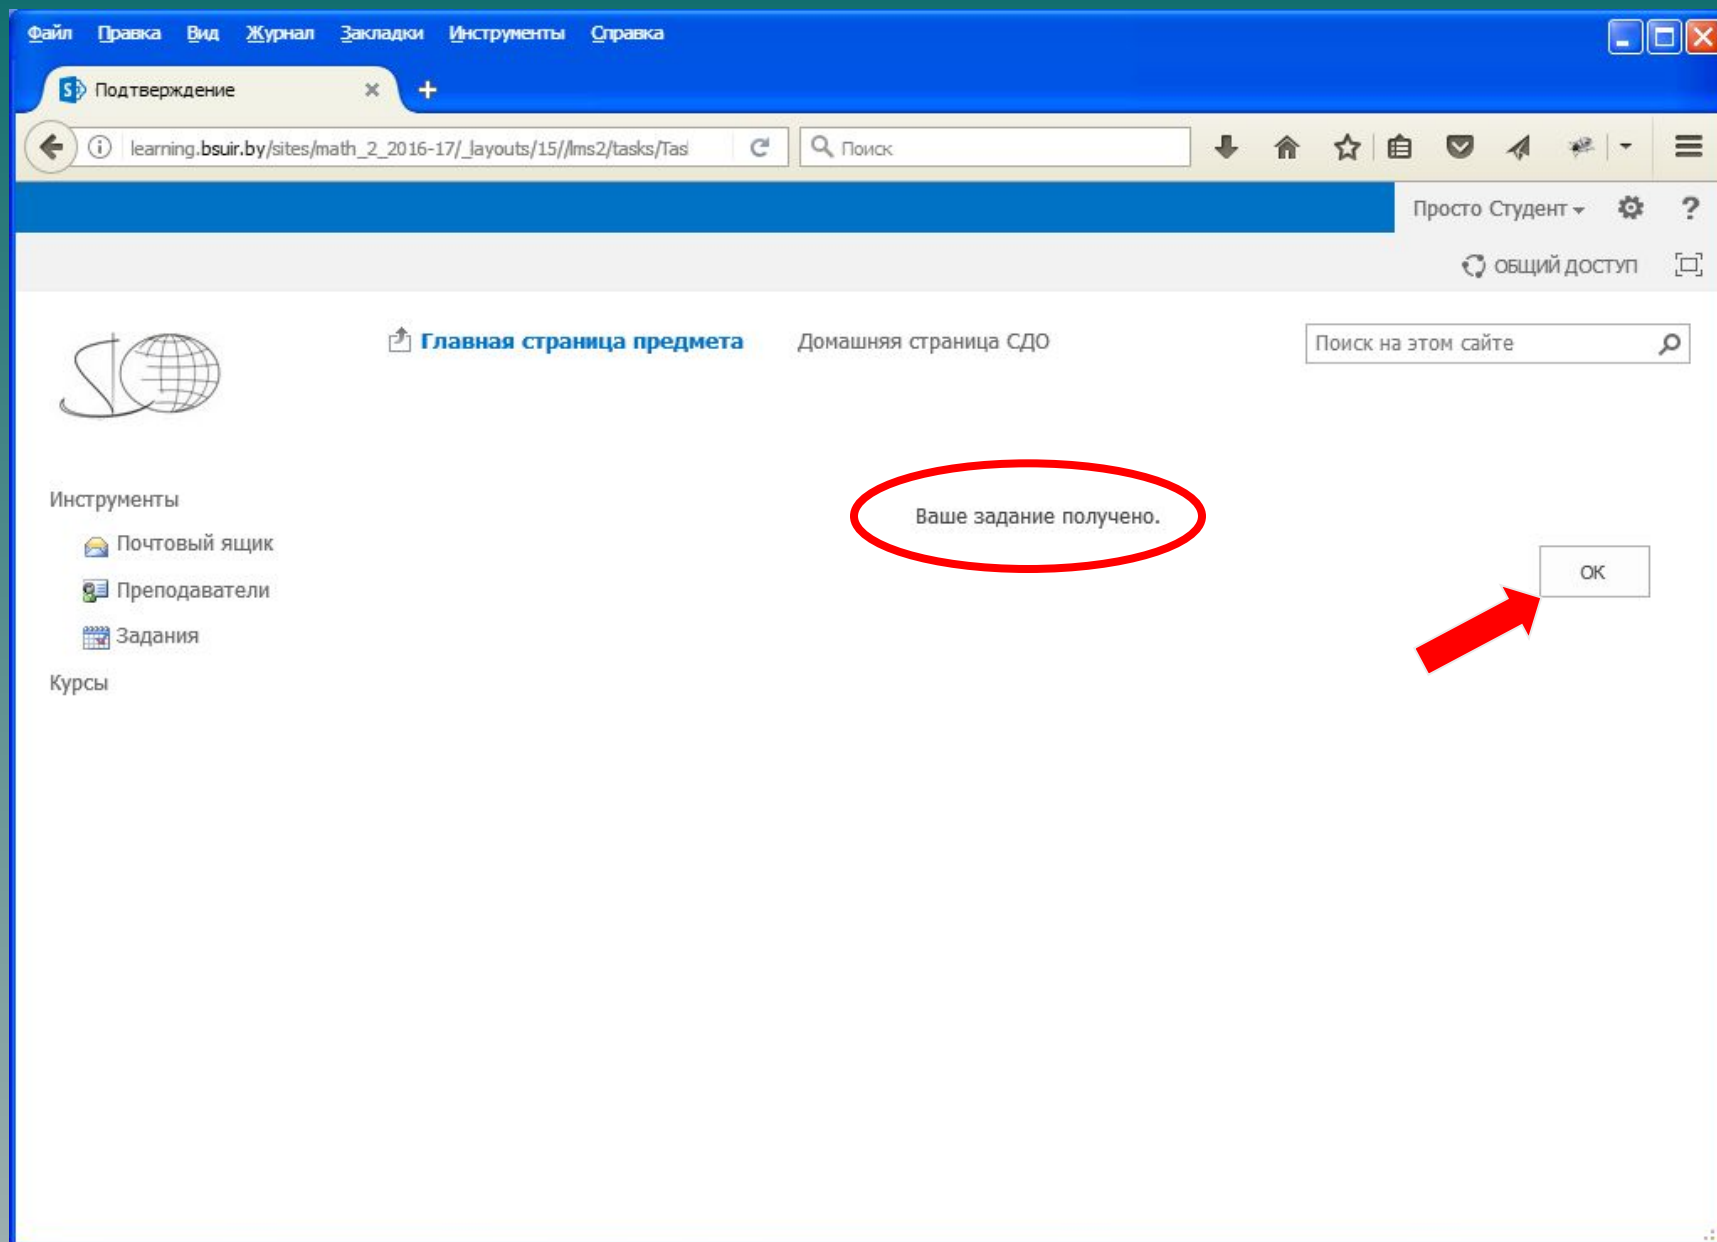 Файл Правка Вид Журнал Закладки Инструменты Справка
Подтверждение
learning.bsuir.by/sites/math_2_2016-17/_layouts/15//lms2/tasks/Tas
Поиск
Просто Студент
?
ОБЩИЙ ДОСТУП
Главная страница предмета
Домашняя страница СДО
Поиск на этом сайте
Инструменты
Почтовый ящик
Преподаватели
Задания
Курсы
Ваше задание получено.
ОК